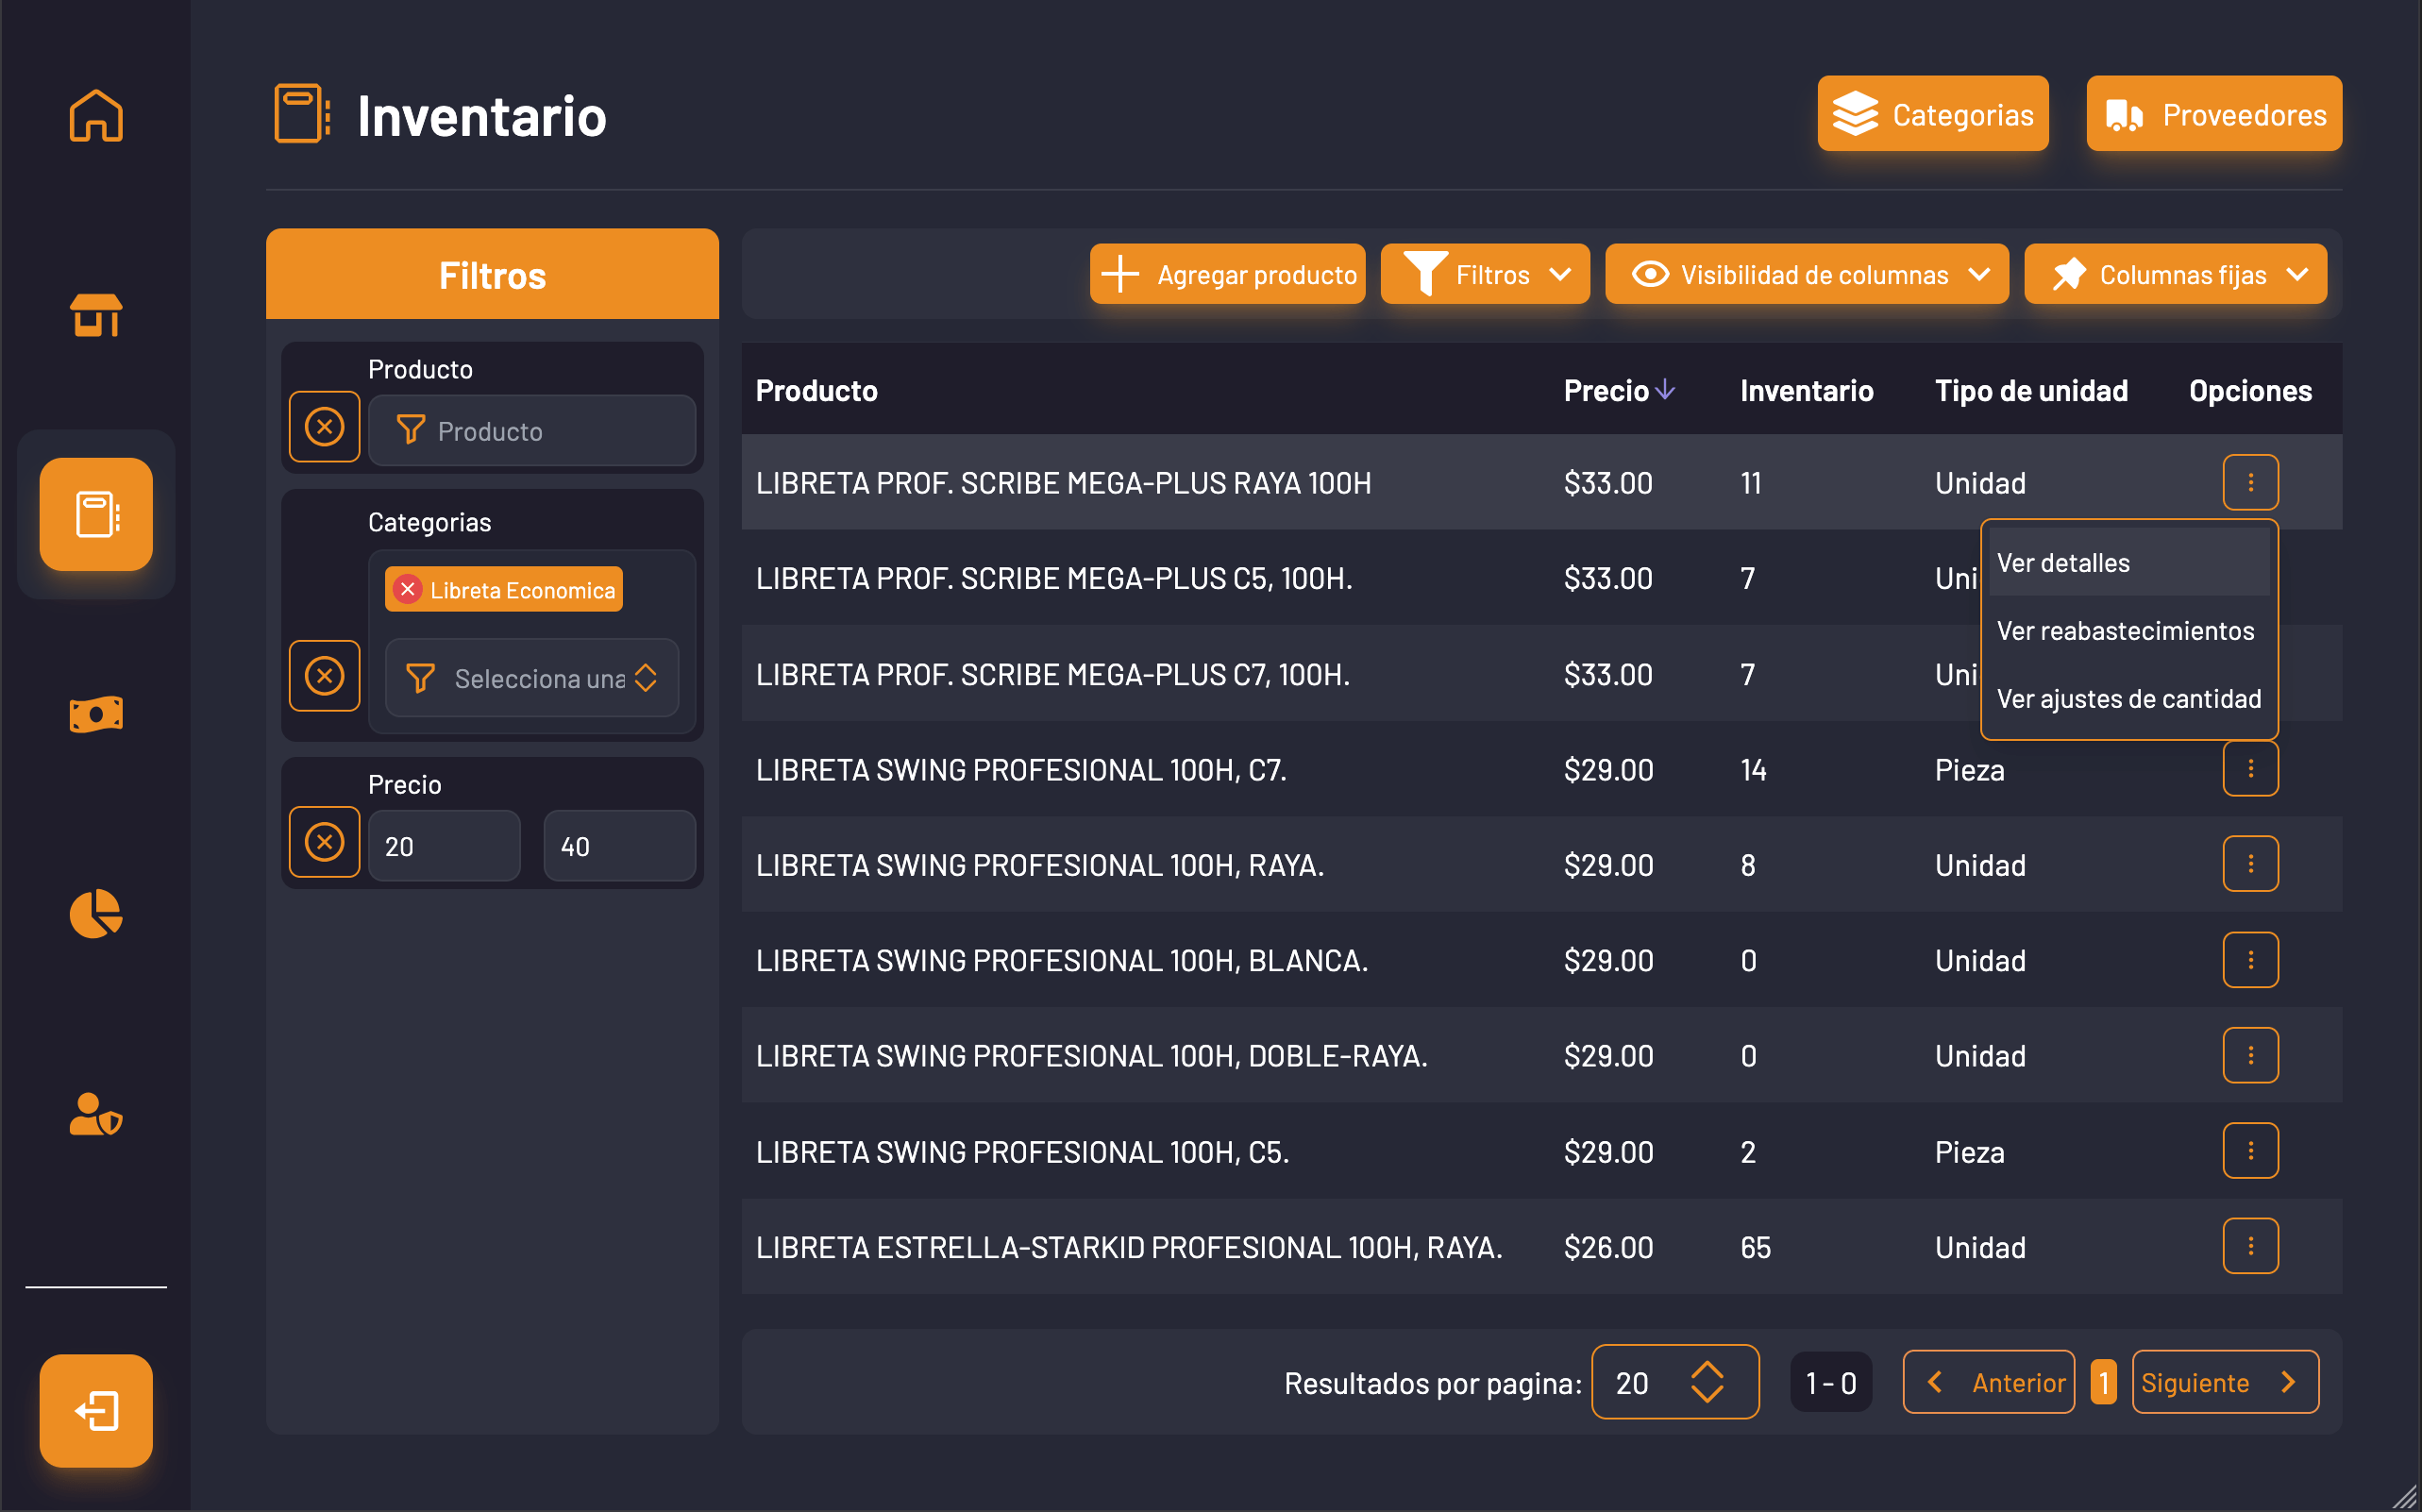 Inventario
Categorias
Proveedores
Filtros
Producto
Producto
Categorias
Libreta Economica
Selecciona una
Precio
20 40
Agregar producto
Filtros
Visibilidad de columnas
Columnas fijas
Producto Precio Inventario Tipo de unidad Opciones
LIBRETA PROF. SCRIBE MEGA-PLUS RAYA 100H $33.00 11 Unidad
LIBRETA PROF. SCRIBE MEGA-PLUS C5, 100H. $33.00 7 Uni
LIBRETA PROF. SCRIBE MEGA-PLUS C7, 100H. $33.00 7 Uni
Ver detalles
Ver reabastecimientos
Ver ajustes de cantidad
LIBRETA SWING PROFESIONAL 100H, C7. $29.00 14 Pieza
LIBRETA SWING PROFESIONAL 100H, RAYA. $29.00 8 Unidad
LIBRETA SWING PROFESIONAL 100H, BLANCA. $29.00 0 Unidad
LIBRETA SWING PROFESIONAL 100H, DOBLE-RAYA. $29.00 0 Unidad
LIBRETA SWING PROFESIONAL 100H, C5. $29.00 2 Pieza
LIBRETA ESTRELLA-STARKID PROFESIONAL 100H, RAYA. $26.00 65 Unidad
Resultados por pagina: 20 1 - 0 Anterior 1 Siguiente